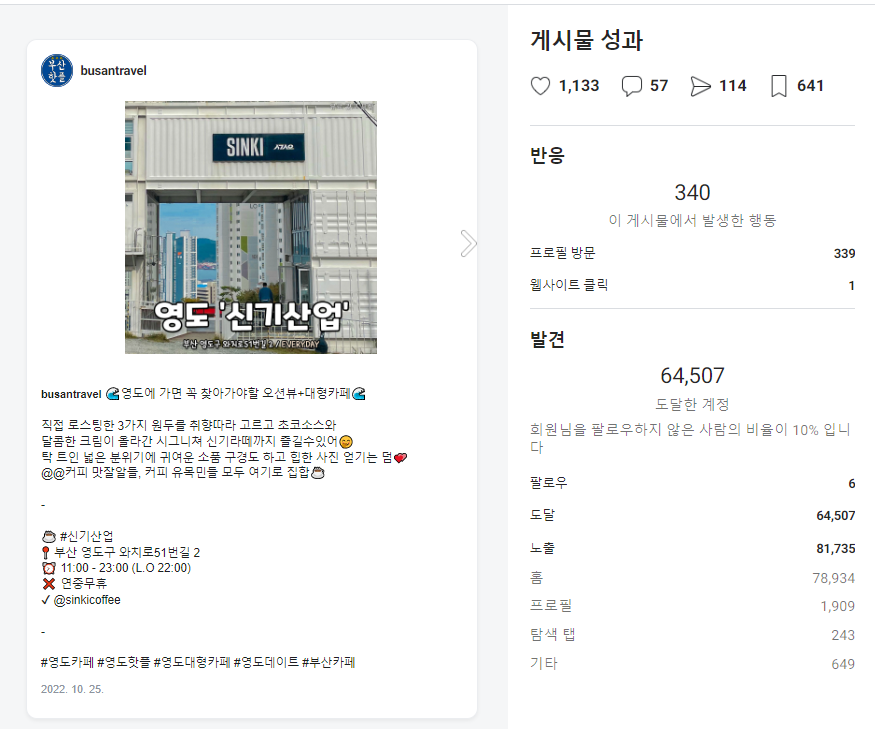 부산
핫플
busantravel
SINKI
영도 '신기산업'
부산 영도구 와치로51번길 2 // EVERYDAY
busantravel 🌊영도에 가면 꼭 찾아가야할 오션뷰+대형카페🌊
직접 로스팅한 3가지 원두를 취향따라 고르고 초코소스와
달콤한 크림이 올라간 시그니쳐 신기라떼까지 즐길수있어😊
탁 트인 넓은 분위기에 귀여운 소품 구경도 하고 힙한 사진 얻기는 덤💕
@@커피 맛잘알들, 커피 유목민들 모두 여기로 집합☕
-
☕ #신기산업
📍 부산 영도구 와치로51번길 2
⏰ 11:00 - 23:00 (L.O 22:00)
❌ 연중무휴
✓ @sinkicoffee
-
#영도카페 #영도핫플 #영도대형카페 #영도데이트 #부산카페
2022. 10. 25.
게시물 성과
1,133 57 114 641
반응
340
이 게시물에서 발생한 행동
프로필 방문 339
웹사이트 클릭 1
발견
64,507
도달한 계정
회원님을 팔로우하지 않은 사람의 비율이 10% 입니
다
팔로우 6
도달 64,507
노출 81,735
홈 78,934
프로필 1,909
탐색 탭 243
기타 649